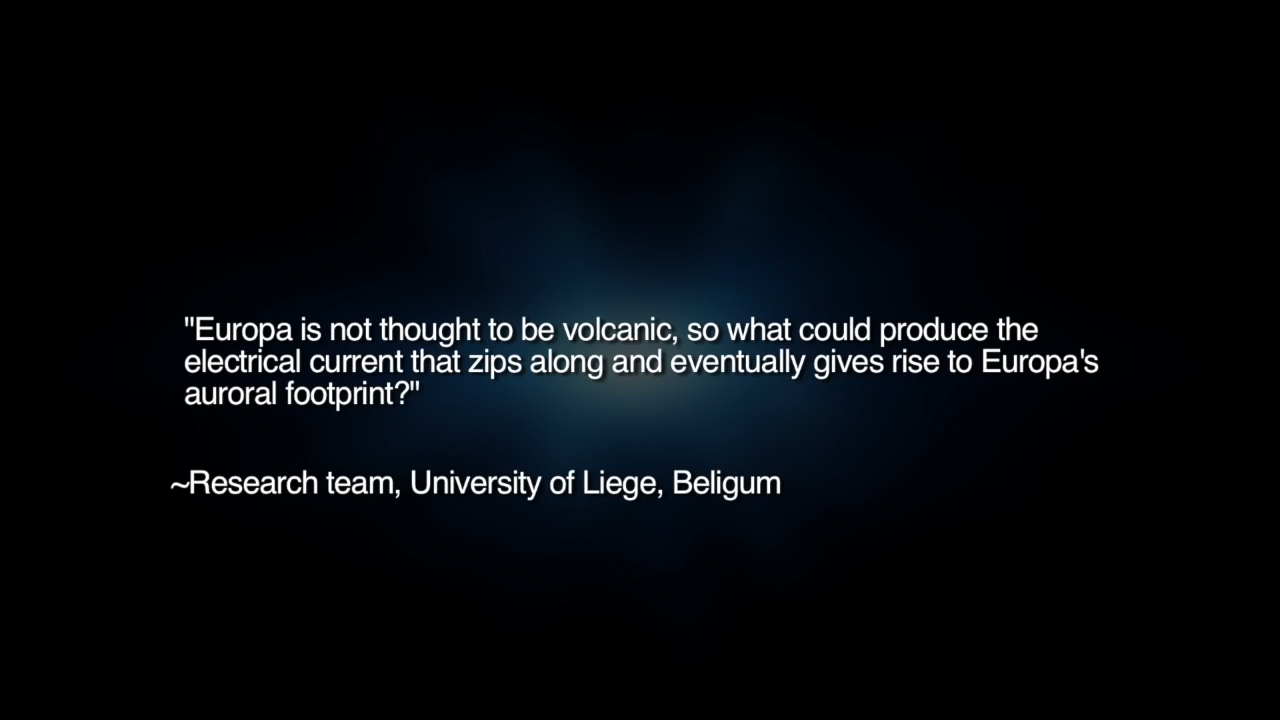 "Europa is not thought to be volcanic, so what could produce the
electrical current that zips along and eventually gives rise to Europa's
auroral footprint?"
~Research team, University of Liege, Beligum